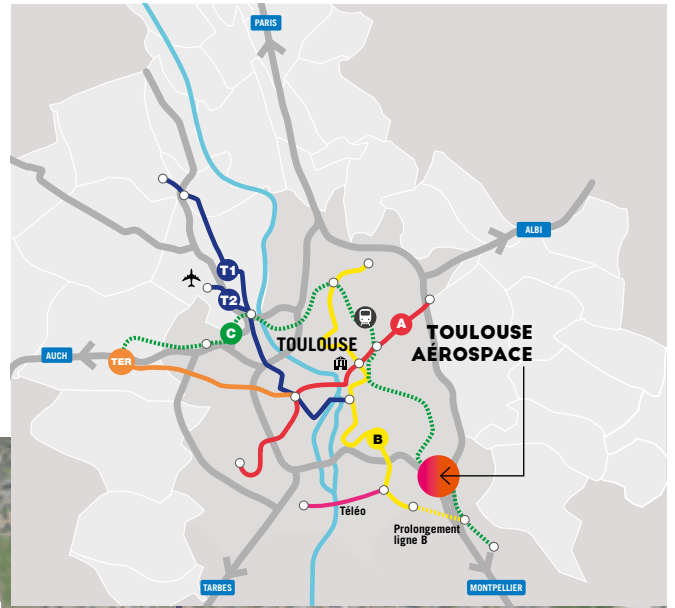 PARIS
ALBI
T1
T2
C
A
TOULOUSE
AÉROSPACE
TOULOUSE
AUCH
TER
B
Téléo
Prolongement
ligne B
TARBES
MONTPELLIER